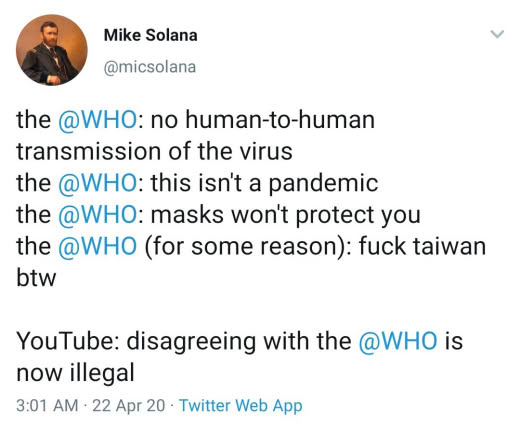 Mike Solana
@micsolana
the @WHO: no human-to-human
transmission of the virus
the @WHO: this isn't a pandemic
the @WHO: masks won't protect you
the @WHO (for some reason): fuck taiwan
btw
YouTube: disagreeing with the @WHO is
now illegal
3:01 AM · 22 Apr 20 · Twitter Web App